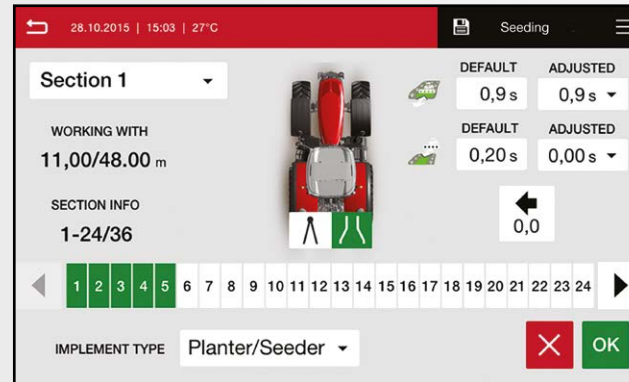 28.10.2015 | 15:03 | 27°C
Seeding
Section 1
DEFAULT ADJUSTED
0,9 s 0,9 s
WORKING WITH
11,00/48.00 m
DEFAULT ADJUSTED
0,20 s 0,00 s
SECTION INFO
1-24/36
0,0
1 2 3 4 5 6 7 8 9 10 11 12 13 14 15 16 17 18 19 20 21 22 23 24
IMPLEMENT TYPE Planter/Seeder
OK